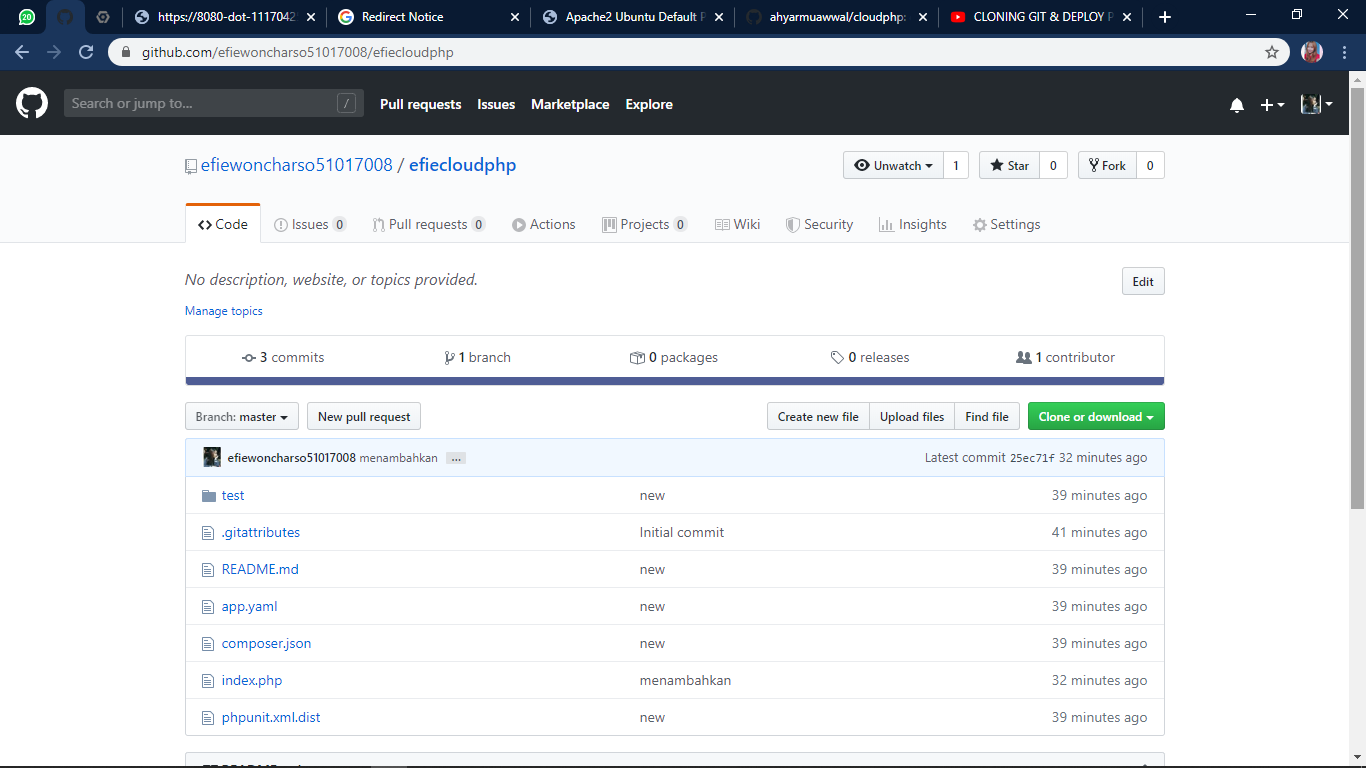 20
https://8080-dot-1117042
Redirect Notice
Apache2 Ubuntu Default P
ahyarmuawwal/cloudphp:
CLONING GIT & DEPLOY P
github.com/efiewoncharso51017008/efiecloudphp
Search or jump to... /
Pull requests Issues Marketplace Explore
efiewoncharso51017008 / efiecloudphp
Unwatch 1 Star 0 Fork 0
Code Issues 0 Pull requests 0 Actions Projects 0 Wiki Security Insights Settings
No description, website, or topics provided. Edit
Manage topics
3 commits 1 branch 0 packages 0 releases 1 contributor
Branch: master New pull request Create new file Upload files Find file Clone or download
efiewoncharso51017008 menambahkan ... Latest commit 25ec71f 32 minutes ago
test new 39 minutes ago
.gitattributes Initial commit 41 minutes ago
README.md new 39 minutes ago
app.yaml new 39 minutes ago
composer.json new 39 minutes ago
index.php menambahkan 32 minutes ago
phpunit.xml.dist new 39 minutes ago